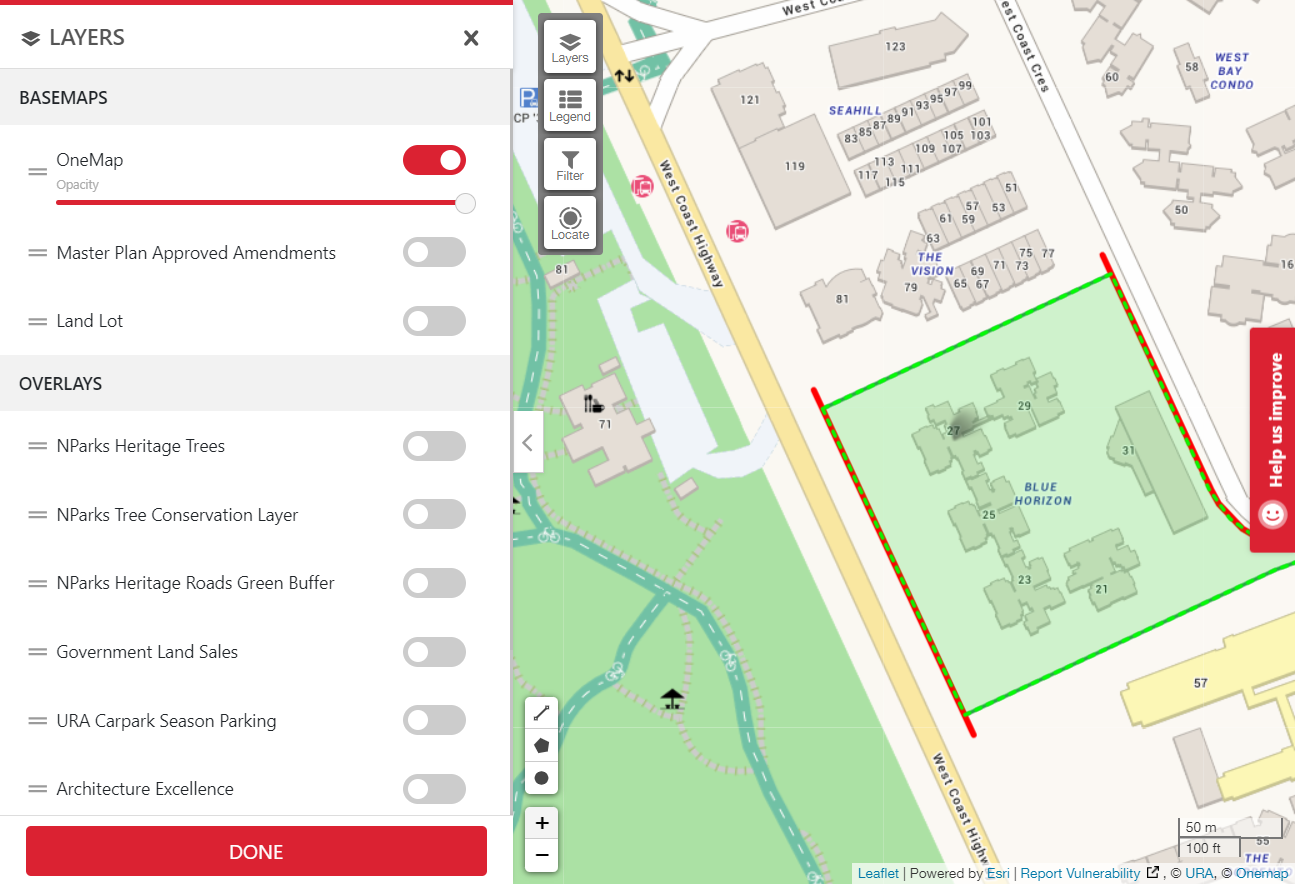 LAYERS
BASEMAPS
OneMap
Opacity
Master Plan Approved Amendments
Land Lot
OVERLAYS
NParks Heritage Trees
NParks Tree Conservation Layer
NParks Heritage Roads Green Buffer
Government Land Sales
URA Carpark Season Parking
Architecture Excellence
DONE
Layers
Legend
Filter
Locate
West Coast
West Coast Cres
West Coast Highway
P
CP
123
121
119
SEAHILL
83
85
87
89
91
93
95
97
99
101
103
105
107
109
111
113
115
117
58
60
WEST
BAY
CONDO
50
16
51
53
57
59
61
63
THE
VISION
65
67
69
71
73
75
77
79
81
81
71
27
29
31
BLUE
HORIZON
25
23
21
57
West Coast Highway
55
THE
Help us improve
+
−
50 m
100 ft
Leaflet | Powered by Esri | Report Vulnerability , © URA, © Onemap